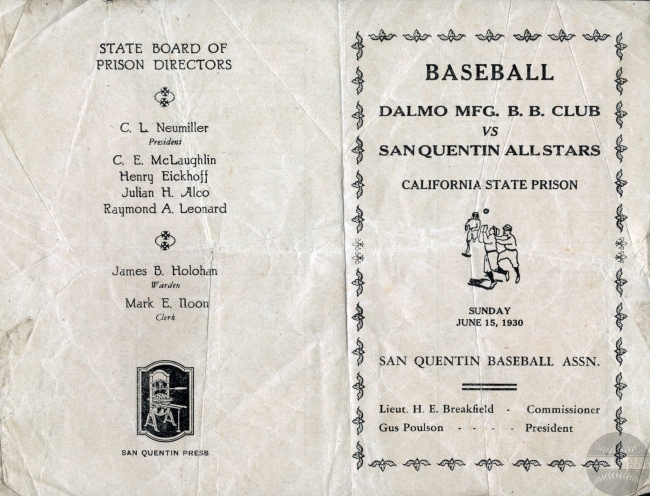 STATE BOARD OF
PRISON DIRECTORS
C. L. Neumiller
President
C. E. McLaughlin
Henry Eickhoff
Julian H. Alco
Raymond A. Leonard
James B. Holohan
Warden
Mark E. Noon
Clerk
SAN QUENTIN PRESS
BASEBALL
DALMO MFG. B. B. CLUB
VS
SAN QUENTIN ALL STARS
CALIFORNIA STATE PRISON
SUNDAY
JUNE 15, 1930
SAN QUENTIN BASEBALL ASSN.
Lieut. H. E. Breakfield - Commissioner
Gus Poulson - - - - President